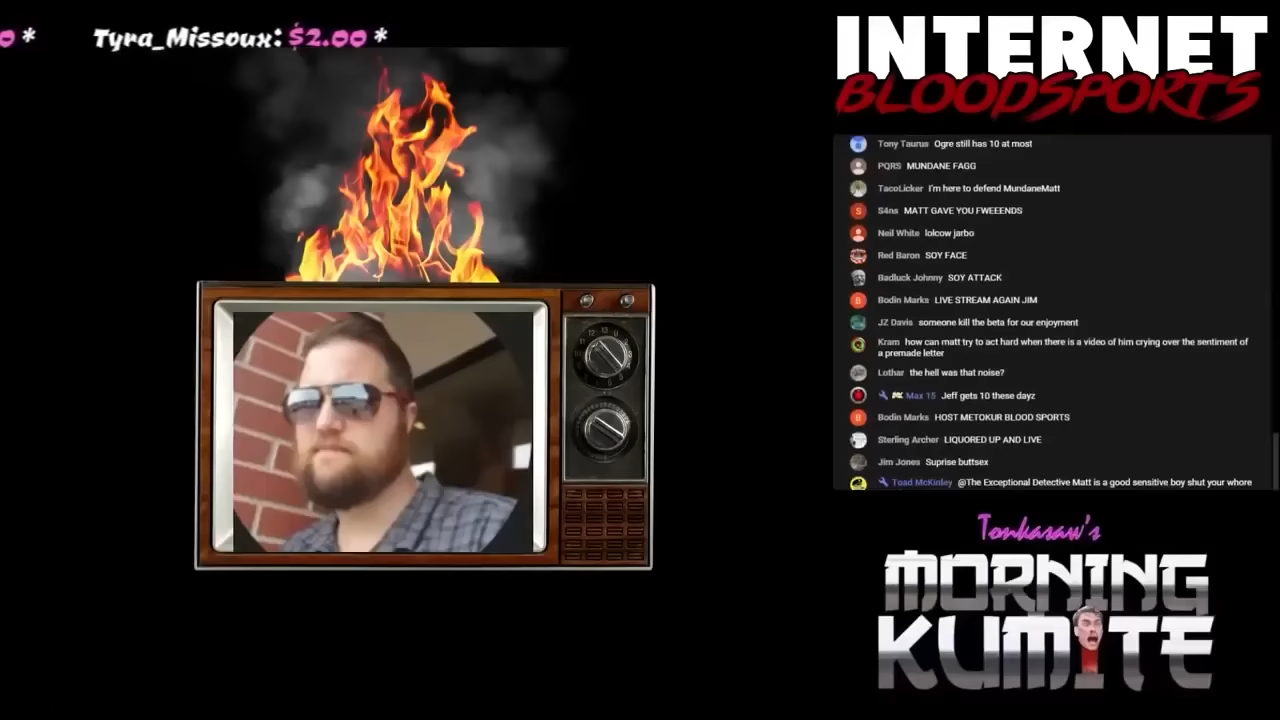 Tyra_Missoux: $2.00 *
INTERNET
BLOODSPORTS
Tony Taurus Ogre still has 10 at most
PQRS MUNDANE FAGG
TacoLicker I'm here to defend MundaneMatt
S4ns MATT GAVE YOU FWEEENDS
Neil White lolcow jarbo
Red Baron SOY FACE
Badluck Johnny SOY ATTACK
Bodin Marks LIVE STREAM AGAIN JIM
JZ Davis someone kill the beta for our enjoyment
Kram how can matt try to act hard when there is a video of him crying over the sentiment of
a premade letter
Lothar the hell was that noise?
Max 15 Jeff gets 10 these dayz
Bodin Marks HOST METOKUR BLOOD SPORTS
Sterling Archer LIQUORED UP AND LIVE
Jim Jones Suprise buttsex
Toad McKinley @The Exceptional Detective Matt is a good sensitive boy shut your whore
Tonkasaw's
MORNING
KUMITE